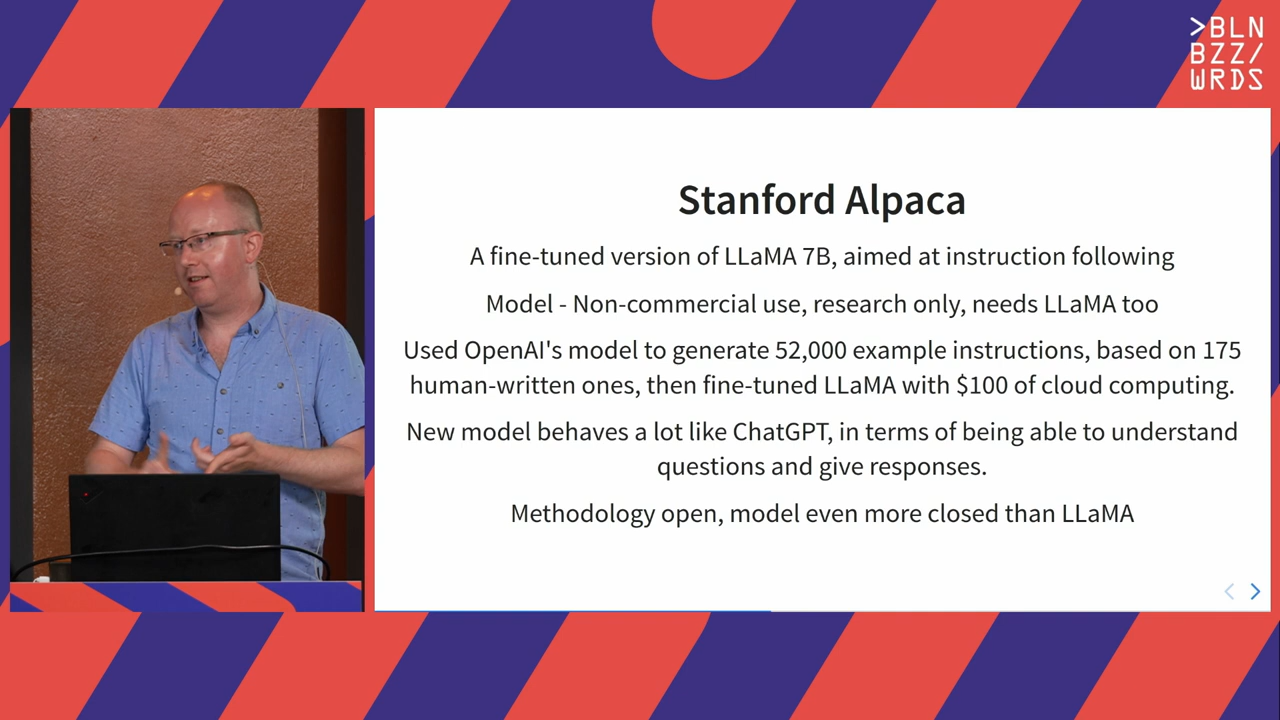 >BLN
BZZ/
WRDS
Stanford Alpaca
A fine-tuned version of LLaMA 7B, aimed at instruction following
Model - Non-commercial use, research only, needs LLaMA too
Used OpenAI's model to generate 52,000 example instructions, based on 175
human-written ones, then fine-tuned LLaMA with $100 of cloud computing.
New model behaves a lot like ChatGPT, in terms of being able to understand
questions and give responses.
Methodology open, model even more closed than LLaMA